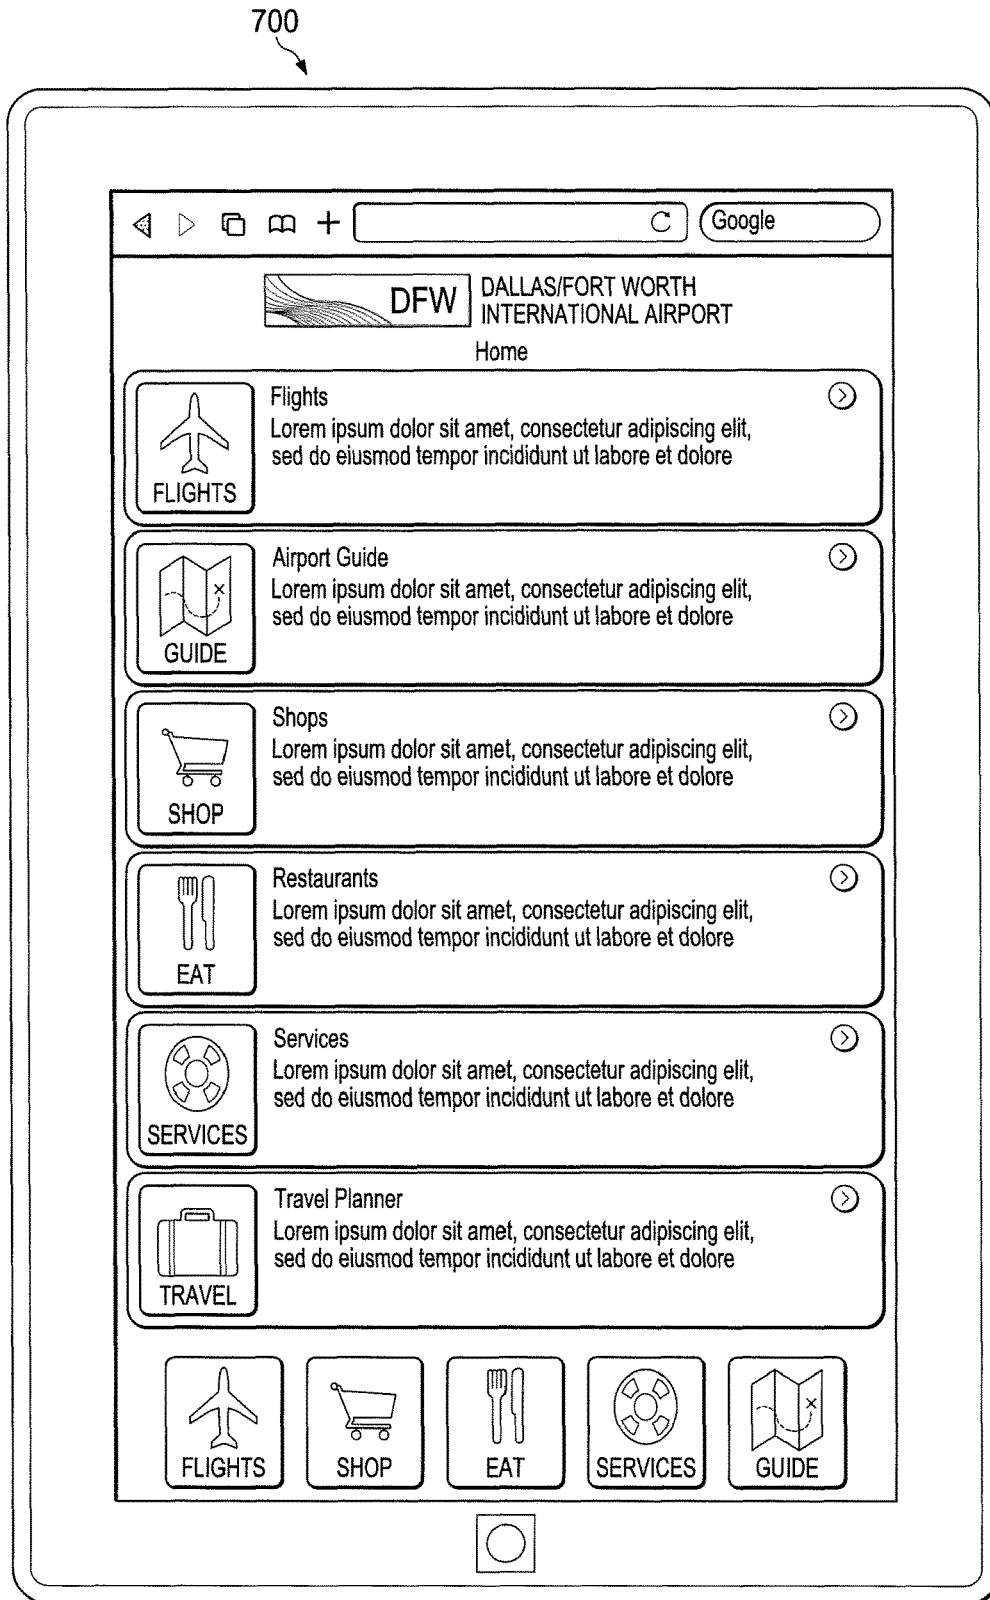 700
Google
DFW
DALLAS/FORT WORTH
INTERNATIONAL AIRPORT
Home
FLIGHTS
Flights
Lorem ipsum dolor sit amet, consectetur adipiscing elit,
sed do eiusmod tempor incididunt ut labore et dolore
GUIDE
Airport Guide
Lorem ipsum dolor sit amet, consectetur adipiscing elit,
sed do eiusmod tempor incididunt ut labore et dolore
SHOP
Shops
Lorem ipsum dolor sit amet, consectetur adipiscing elit,
sed do eiusmod tempor incididunt ut labore et dolore
EAT
Restaurants
Lorem ipsum dolor sit amet, consectetur adipiscing elit,
sed do eiusmod tempor incididunt ut labore et dolore
SERVICES
Services
Lorem ipsum dolor sit amet, consectetur adipiscing elit,
sed do eiusmod tempor incididunt ut labore et dolore
TRAVEL
Travel Planner
Lorem ipsum dolor sit amet, consectetur adipiscing elit,
sed do eiusmod tempor incididunt ut labore et dolore
FLIGHTS SHOP EAT SERVICES GUIDE